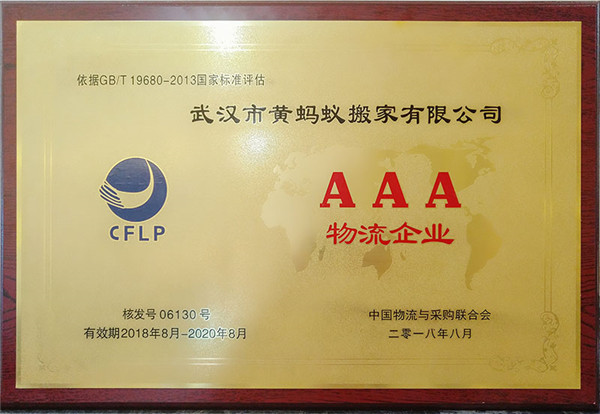 依据GB/T 19680-2013国家标准评估
武汉市黄蚂蚁搬家有限公司
CFLP
AAA
物流企业
核发号 06130 号
有效期2018年8月-2020年8月
中国物流与采购联合会
二零一八年八月